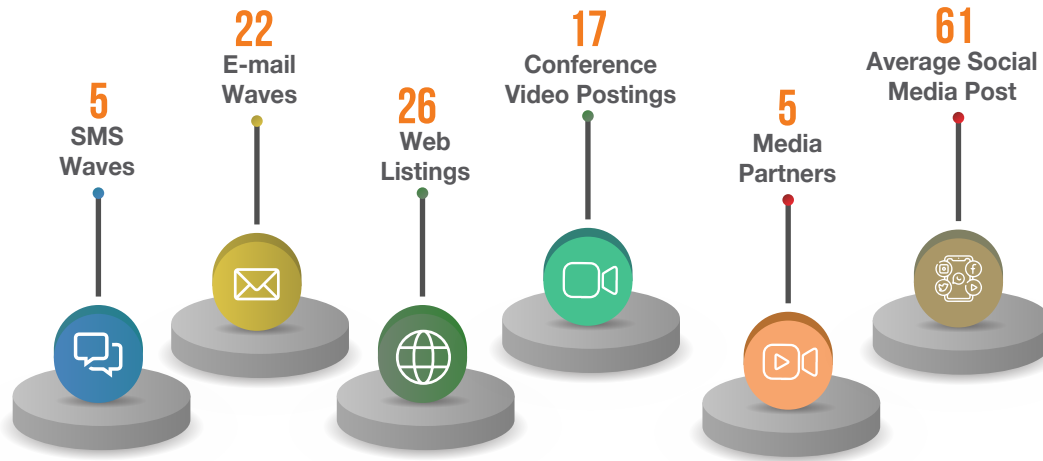 5
SMS
Waves
22
E-mail
Waves
26
Web
Listings
17
Conference
Video Postings
5
Media
Partners
61
Average Social
Media Post